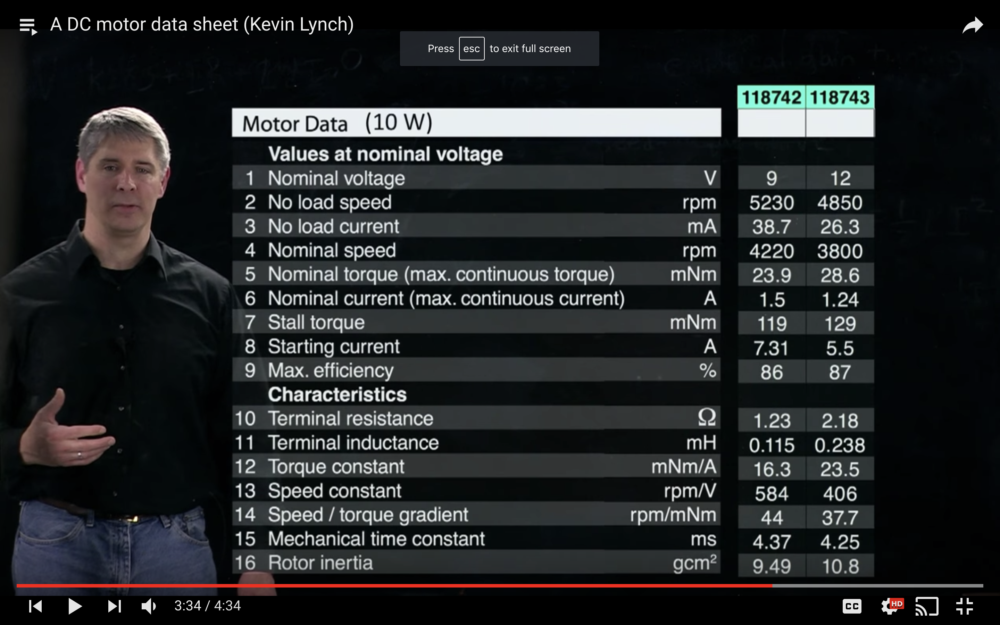 A DC motor data sheet (Kevin Lynch)
Press esc to exit full screen
118742 118743
Motor Data (10 W)
Values at nominal voltage
1 Nominal voltage V 9 12
2 No load speed rpm 5230 4850
3 No load current mA 38.7 26.3
4 Nominal speed rpm 4220 3800
5 Nominal torque (max. continuous torque) mNm 23.9 28.6
6 Nominal current (max. continuous current) A 1.5 1.24
7 Stall torque mNm 119 129
8 Starting current A 7.31 5.5
9 Max. efficiency % 86 87
Characteristics
10 Terminal resistance Ω 1.23 2.18
11 Terminal inductance mH 0.115 0.238
12 Torque constant mNm/A 16.3 23.5
13 Speed constant rpm/V 584 406
14 Speed / torque gradient rpm/mNm 44 37.7
15 Mechanical time constant ms 4.37 4.25
16 Rotor inertia gcm² 9.49 10.8
3:34 / 4:34
CC
HD